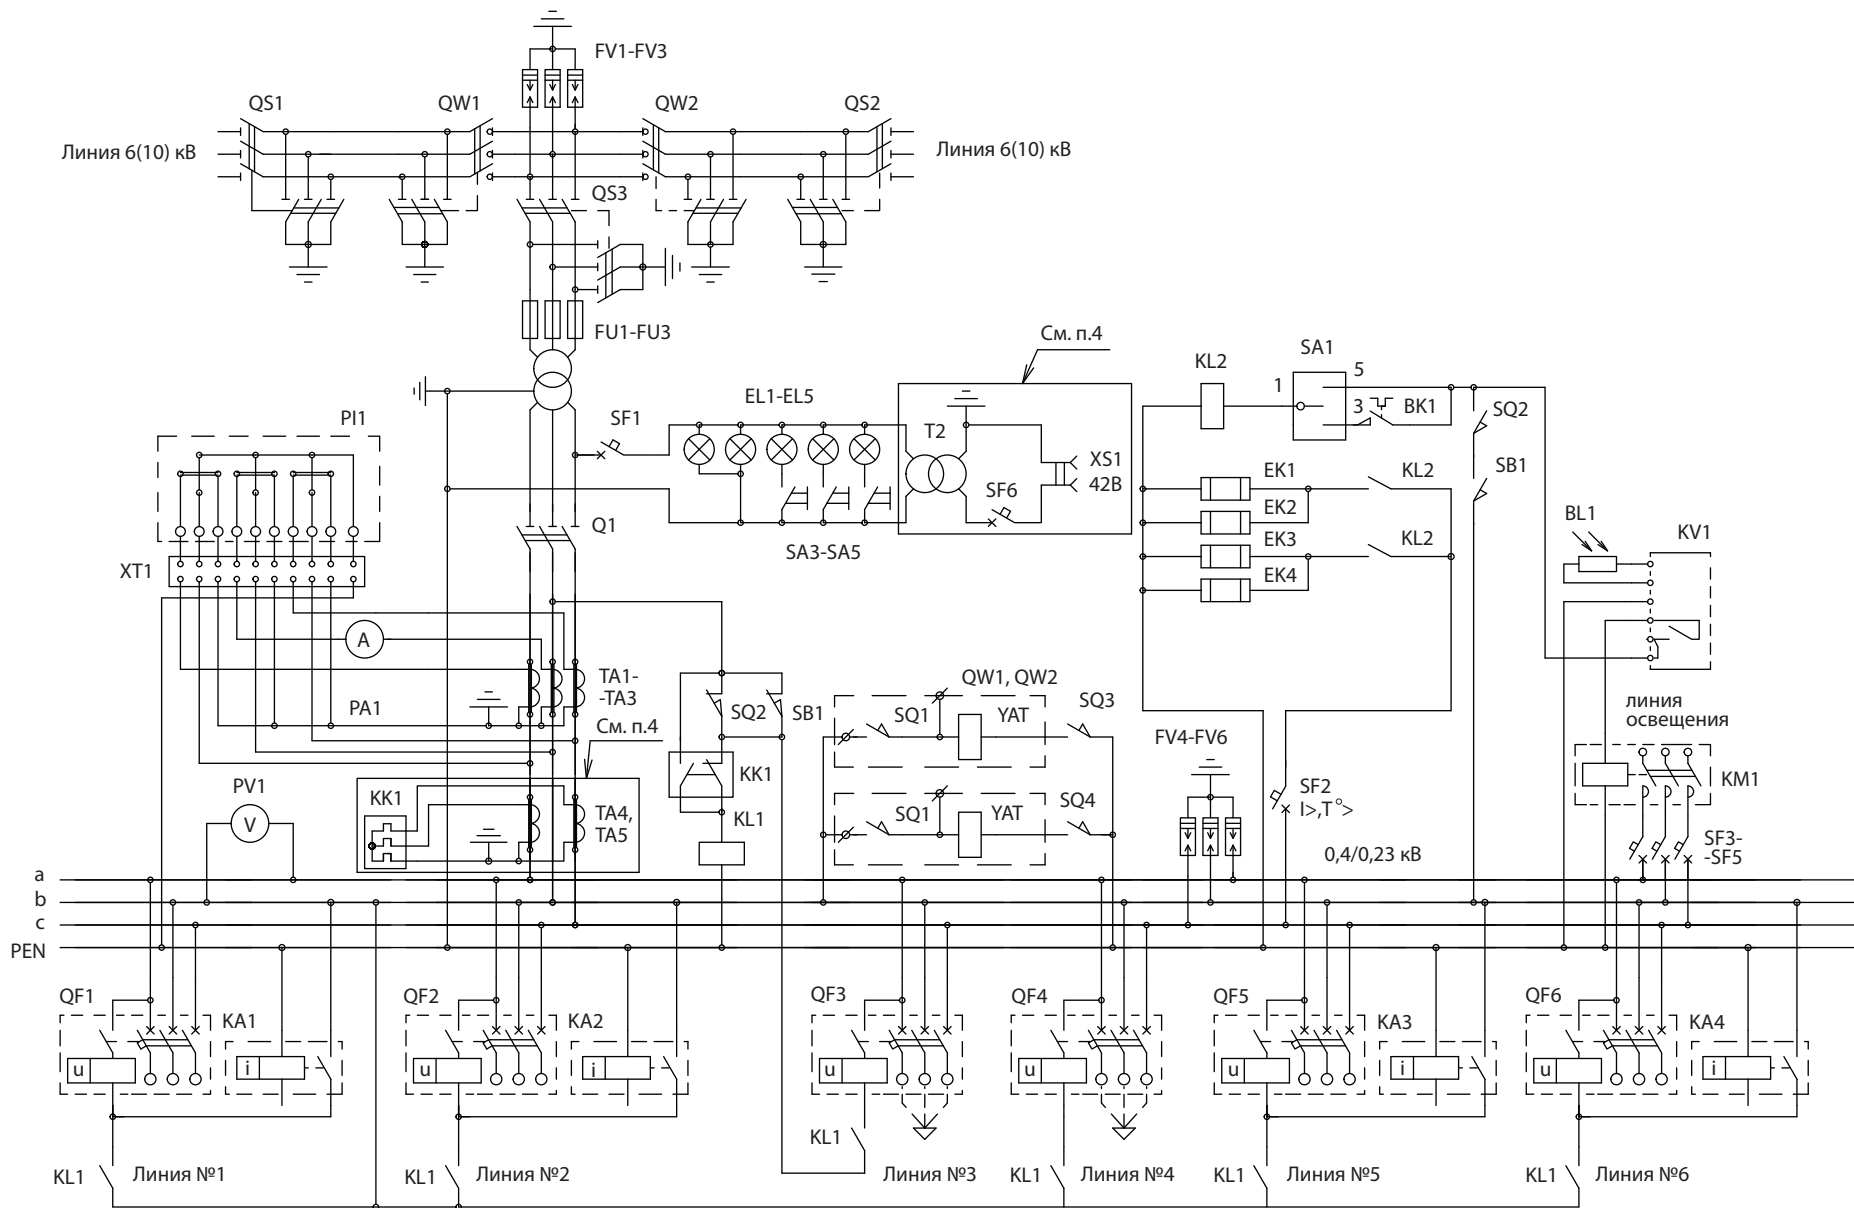 FV1-FV3
QS1
QW1
QW2
QS2
Линия 6(10) кВ
Линия 6(10) кВ
QS3
FU1-FU3
См. п.4
KL2
SA1
1
5
3
BK1
SQ2
PI1
SF1
EL1-EL5
T2
XS1
42В
SF6
EK1
KL2
SB1
EK2
Q1
SA3-SA5
EK3
KL2
EK4
BL1
KV1
XT1
A
TA1-
-TA3
PA1
См. п.4
SQ2
SB1
QW1, QW2
SQ1
YAT
SQ3
FV4-FV6
линия
освещения
KM1
KK1
PV1
V
KK1
TA4,
TA5
KL1
SQ1
YAT
SQ4
SF2
I>,T°>
0,4/0,23 кВ
SF3-
-SF5
a
b
c
PEN
QF1
KA1
u
i
QF2
KA2
u
i
QF3
u
QF4
u
QF5
KA3
u
i
QF6
KA4
u
i
KL1
KL1
Линия №1
KL1
Линия №2
Линия №3
KL1
Линия №4
KL1
Линия №5
KL1
Линия №6